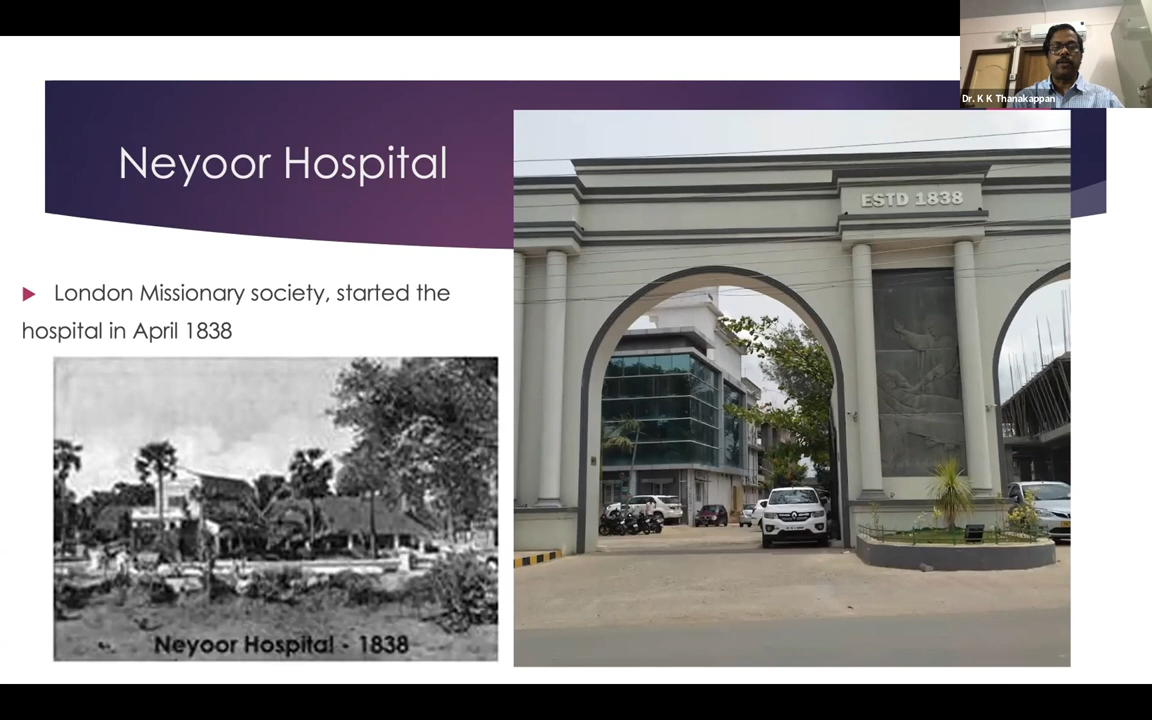 Dr. K K Thanakappan
Neyoor Hospital
ESTD 1838
London Missionary society, started the
hospital in April 1838
Neyoor Hospital - 1838